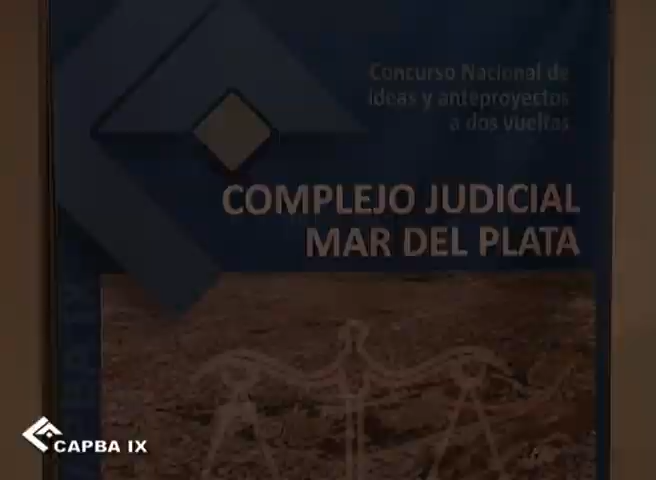 Concurso Nacional de
ideas y anteproyectos
a dos vueltas
COMPLEJO JUDICIAL
MAR DEL PLATA
CAPBA IX